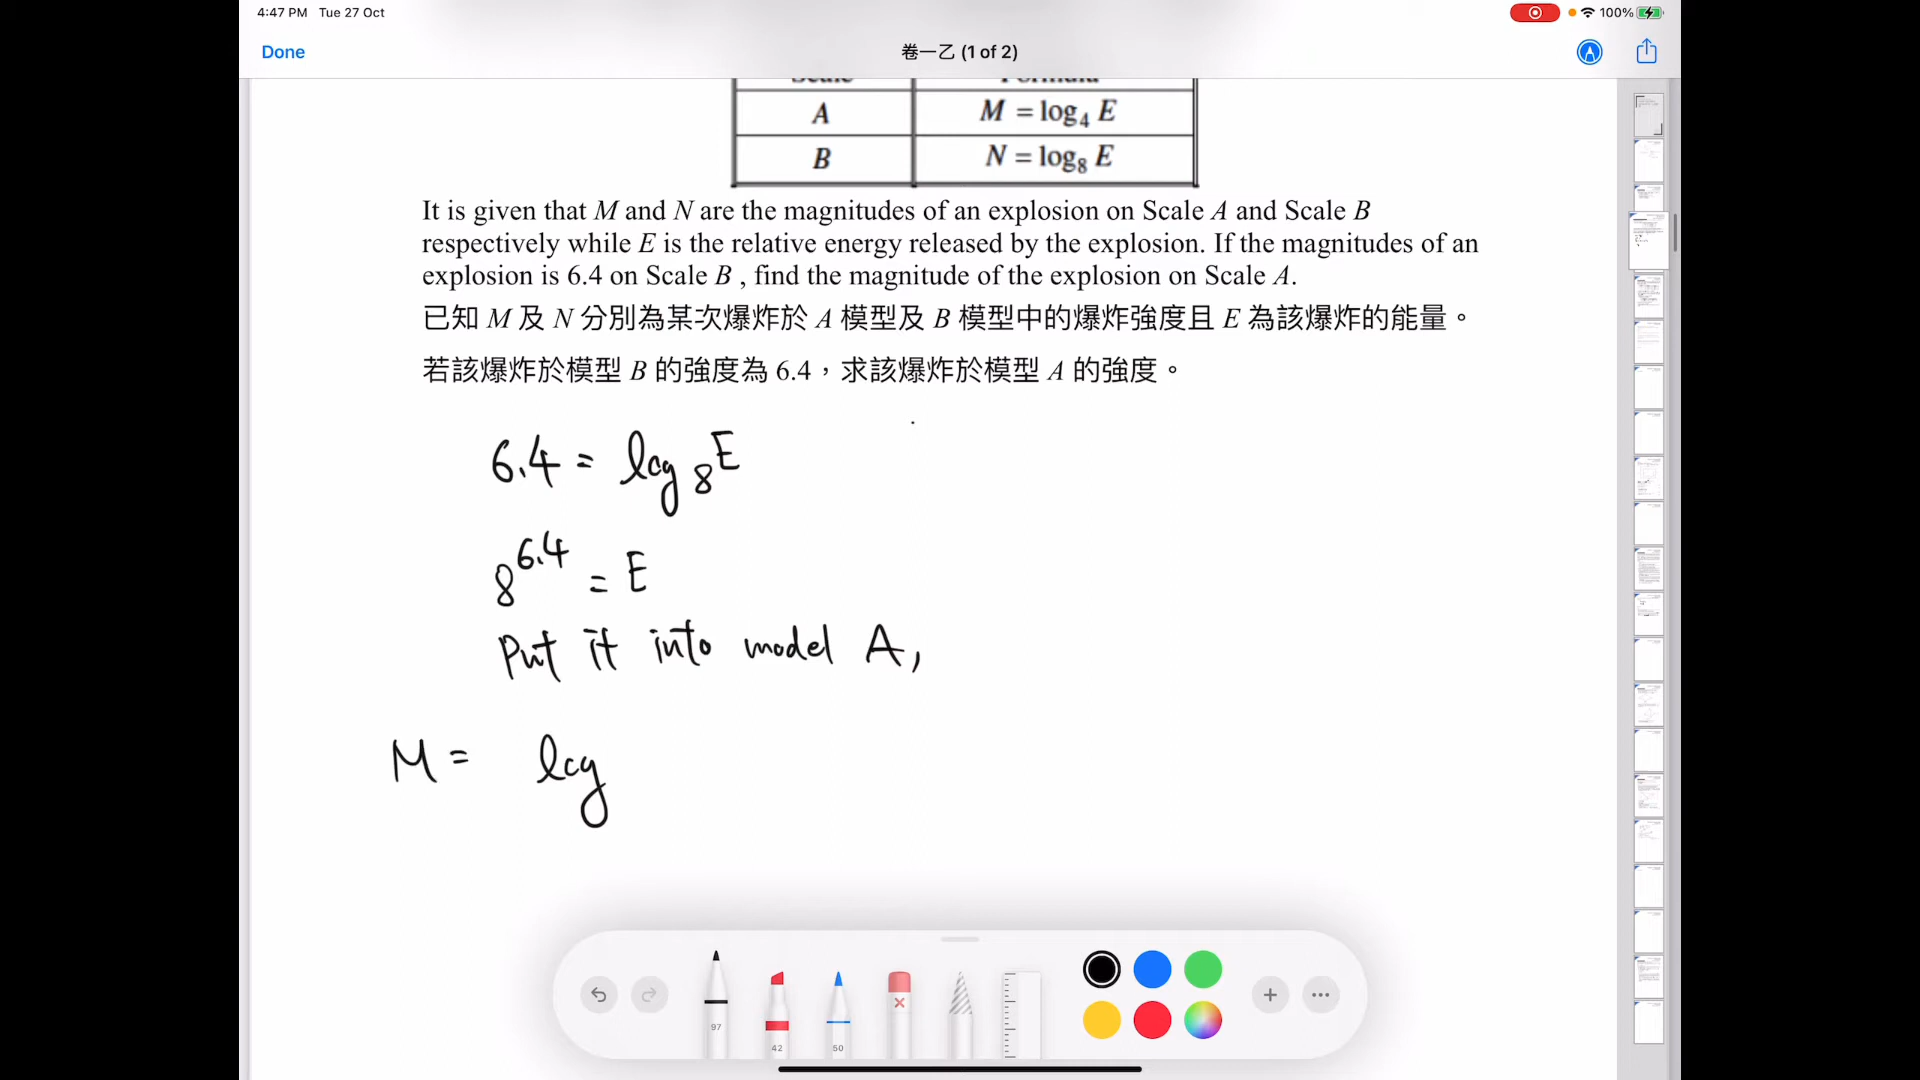 4:47 PM Tue 27 Oct
100%
Done
卷一乙 (1 of 2)
Scale Formula
A M = log₄ E
B N = log₈ E
It is given that M and N are the magnitudes of an explosion on Scale A and Scale B
respectively while E is the relative energy released by the explosion. If the magnitudes of an
explosion is 6.4 on Scale B , find the magnitude of the explosion on Scale A.
已知 M 及 N 分別為某次爆炸於 A 模型及 B 模型中的爆炸強度且 E 為該爆炸的能量。
若該爆炸於模型 B 的強度為 6.4，求該爆炸於模型 A 的強度。
6.4 = log₈ E
8^6.4 = E
Put it into model A,
M = log
97
42
50